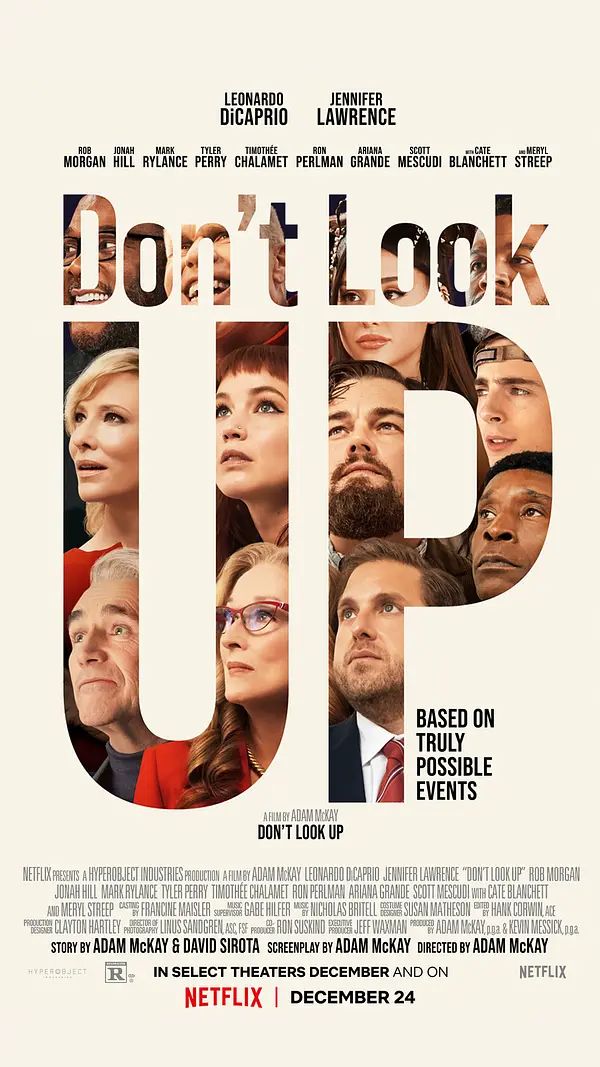 LEONARDO DiCAPRIO JENNIFER LAWRENCE
ROB MORGAN JONAH HILL MARK RYLANCE TYLER PERRY TIMOTHÉE CHALAMET RON PERLMAN ARIANA GRANDE SCOTT MESCUDI WITH CATE BLANCHETT AND MERYL STREEP
Don't Look
UP
BASED ON
TRULY
POSSIBLE
EVENTS
A FILM BY ADAM McKAY
DON'T LOOK UP
NETFLIX PRESENTS A HYPEROBJECT INDUSTRIES PRODUCTION A FILM BY ADAM McKAY LEONARDO DiCAPRIO JENNIFER LAWRENCE "DON'T LOOK UP" ROB MORGAN
JONAH HILL MARK RYLANCE TYLER PERRY TIMOTHÉE CHALAMET RON PERLMAN ARIANA GRANDE SCOTT MESCUDI WITH CATE BLANCHETT
AND MERYL STREEP CASTING BY FRANCINE MAISLER MUSIC SUPERVISOR GABE HILFER MUSIC BY NICHOLAS BRITELL COSTUME DESIGNER SUSAN MATHESON EDITED BY HANK CORWIN, ACE
PRODUCTION DESIGNER CLAYTON HARTLEY DIRECTOR OF PHOTOGRAPHY LINUS SANDGREN, ASC, FSF CO-PRODUCER RON SUSKIND EXECUTIVE PRODUCER JEFF WAXMAN PRODUCED BY ADAM McKAY, p.g.a. & KEVIN MESSICK, p.g.a.
STORY BY ADAM McKAY & DAVID SIROTA SCREENPLAY BY ADAM McKAY DIRECTED BY ADAM McKAY
HYPEROBJECT INDUSTRIES R IN SELECT THEATERS DECEMBER AND ON NETFLIX
NETFLIX | DECEMBER 24